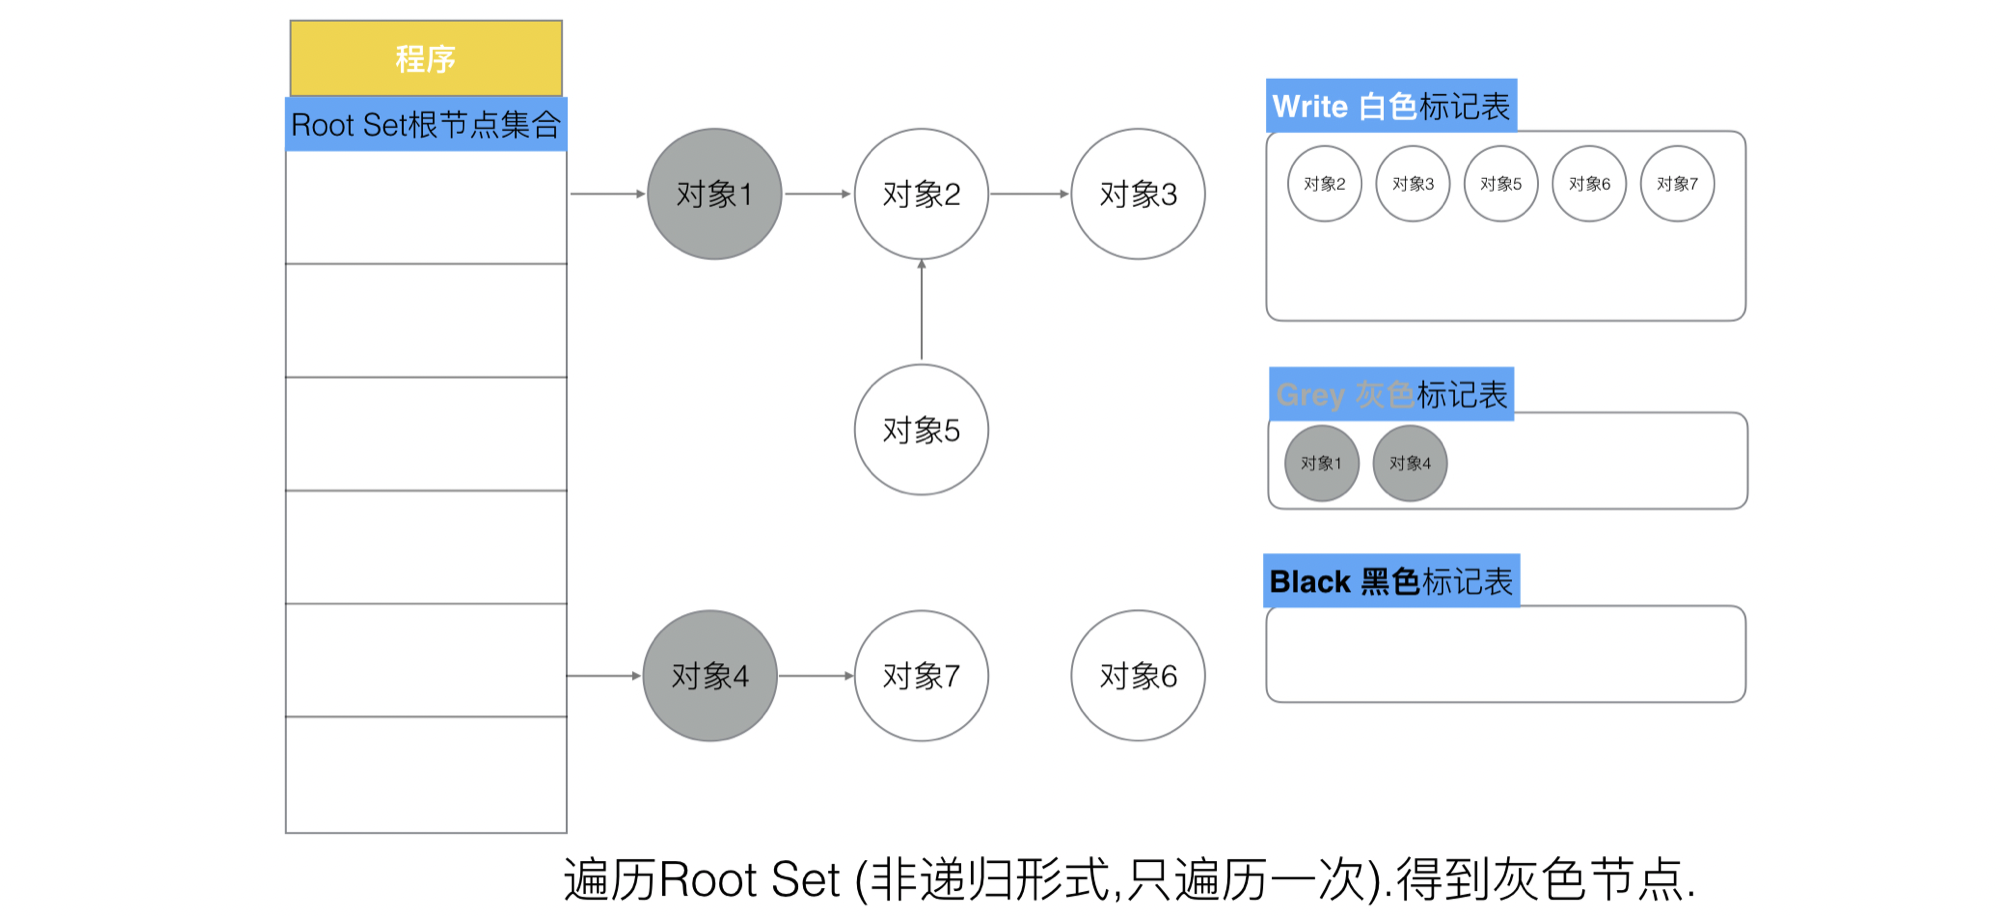 程序
Root Set根节点集合
对象1
对象2
对象3
对象5
对象4
对象7
对象6
Write 白色标记表
对象2
对象3
对象5
对象6
对象7
Grey 灰色标记表
对象1
对象4
Black 黑色标记表
遍历Root Set (非递归形式,只遍历一次).得到灰色节点.